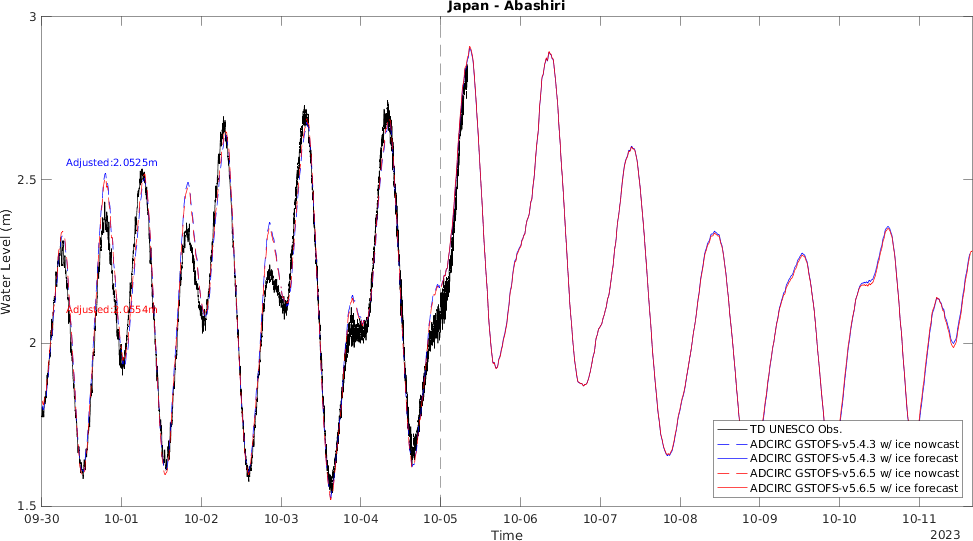 Japan - Abashiri
Water Level (m)
3
2.5
2
1.5
Adjusted:2.0525m
Adjusted:2.0554m
TD UNESCO Obs.
ADCIRC GSTOFS-v5.4.3 w/ ice nowcast
ADCIRC GSTOFS-v5.4.3 w/ ice forecast
ADCIRC GSTOFS-v5.6.5 w/ ice nowcast
ADCIRC GSTOFS-v5.6.5 w/ ice forecast
09-30 10-01 10-02 10-03 10-04 10-05 10-06 10-07 10-08 10-09 10-10 10-11
Time
2023